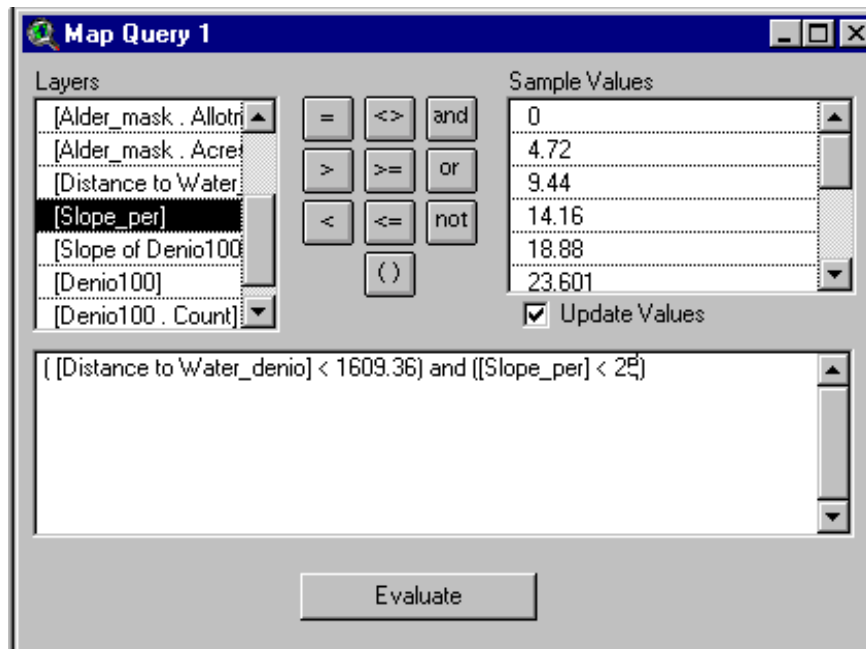 Map Query 1
Layers
[Alder_mask . Allotr
[Alder_mask . Acre
[Distance to Water_
[Slope_per]
[Slope of Denio100
[Denio100]
[Denio100 . Count]
= <> and
> >= or
< <= not
( )
Sample Values
0
4.72
9.44
14.16
18.88
23.601
Update Values
( [Distance to Water_denio] < 1609.36) and ([Slope_per] < 25)
Evaluate